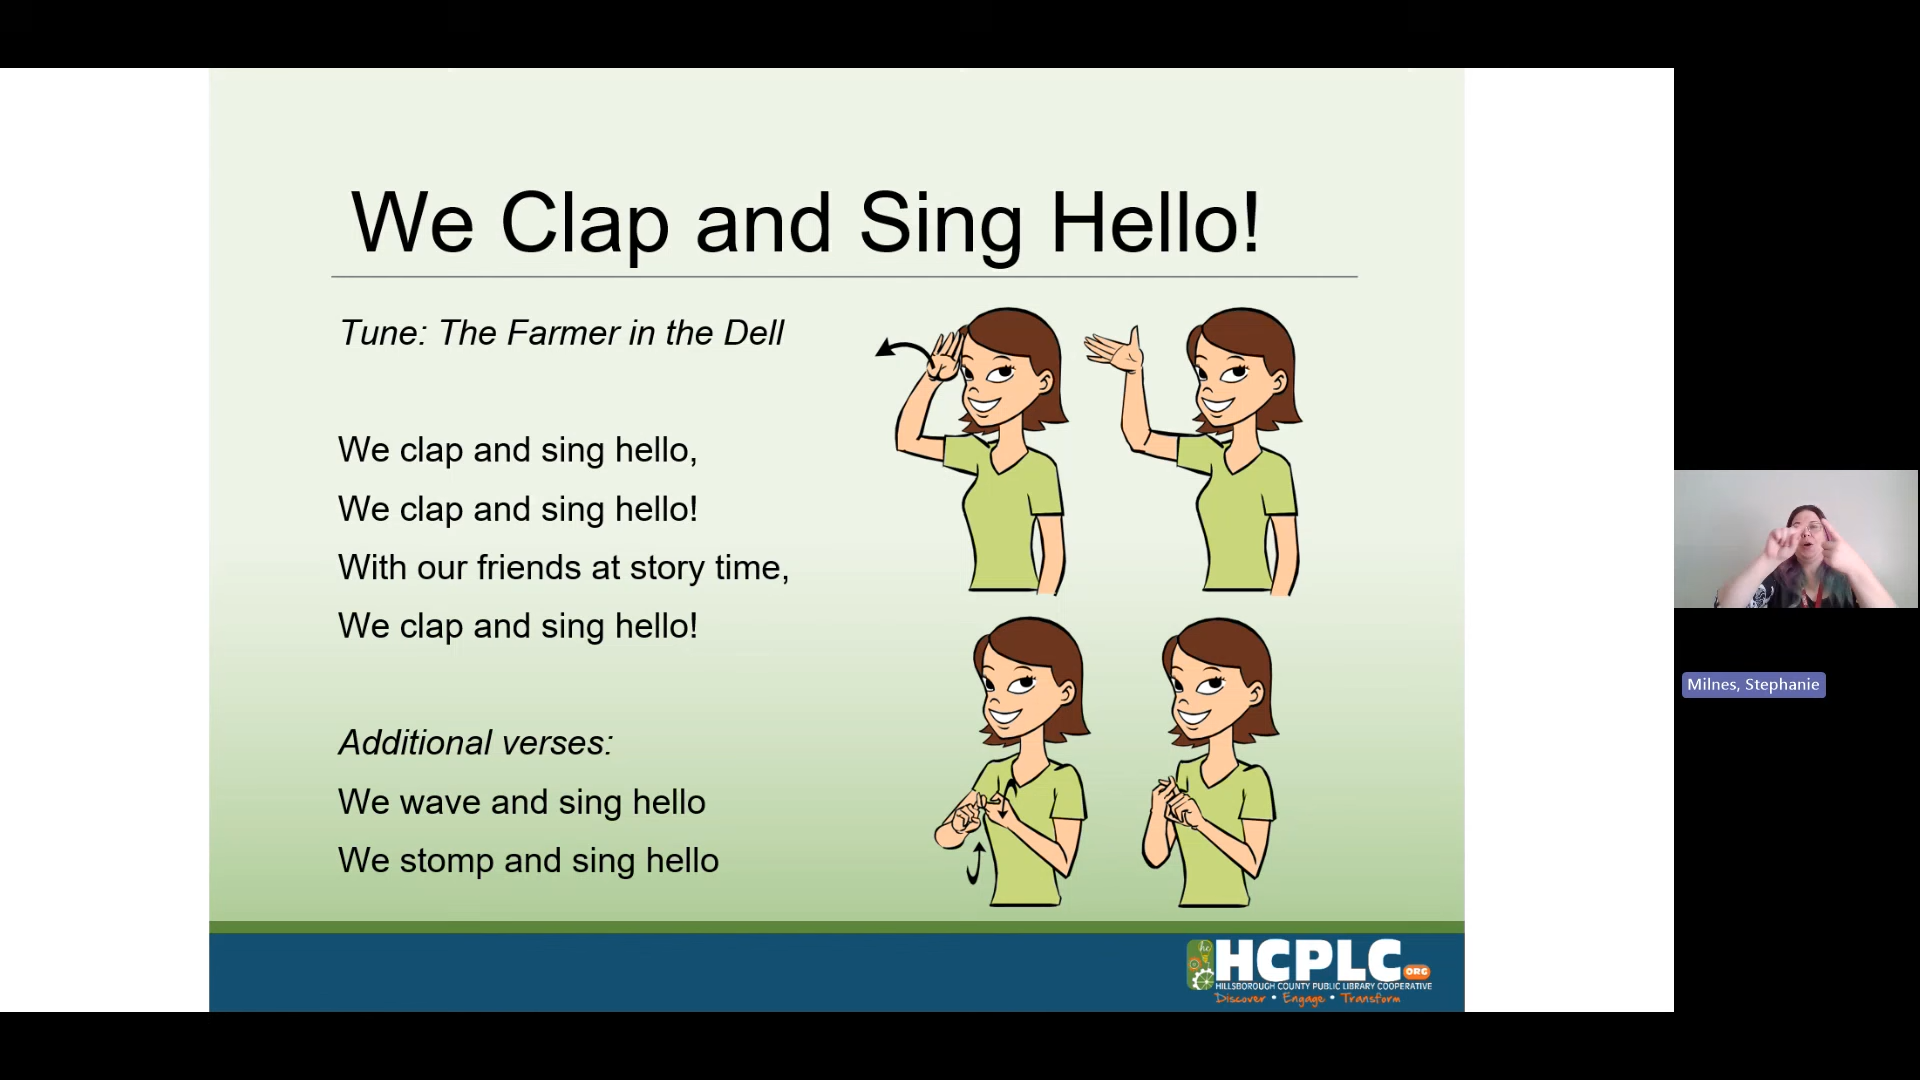 We Clap and Sing Hello!
Tune: The Farmer in the Dell
We clap and sing hello,
We clap and sing hello!
With our friends at story time,
We clap and sing hello!
Additional verses:
We wave and sing hello
We stomp and sing hello
Milnes, Stephanie
hc
HCPLC
ORG
HILLSBOROUGH COUNTY PUBLIC LIBRARY COOPERATIVE
Discover • Engage • Transform